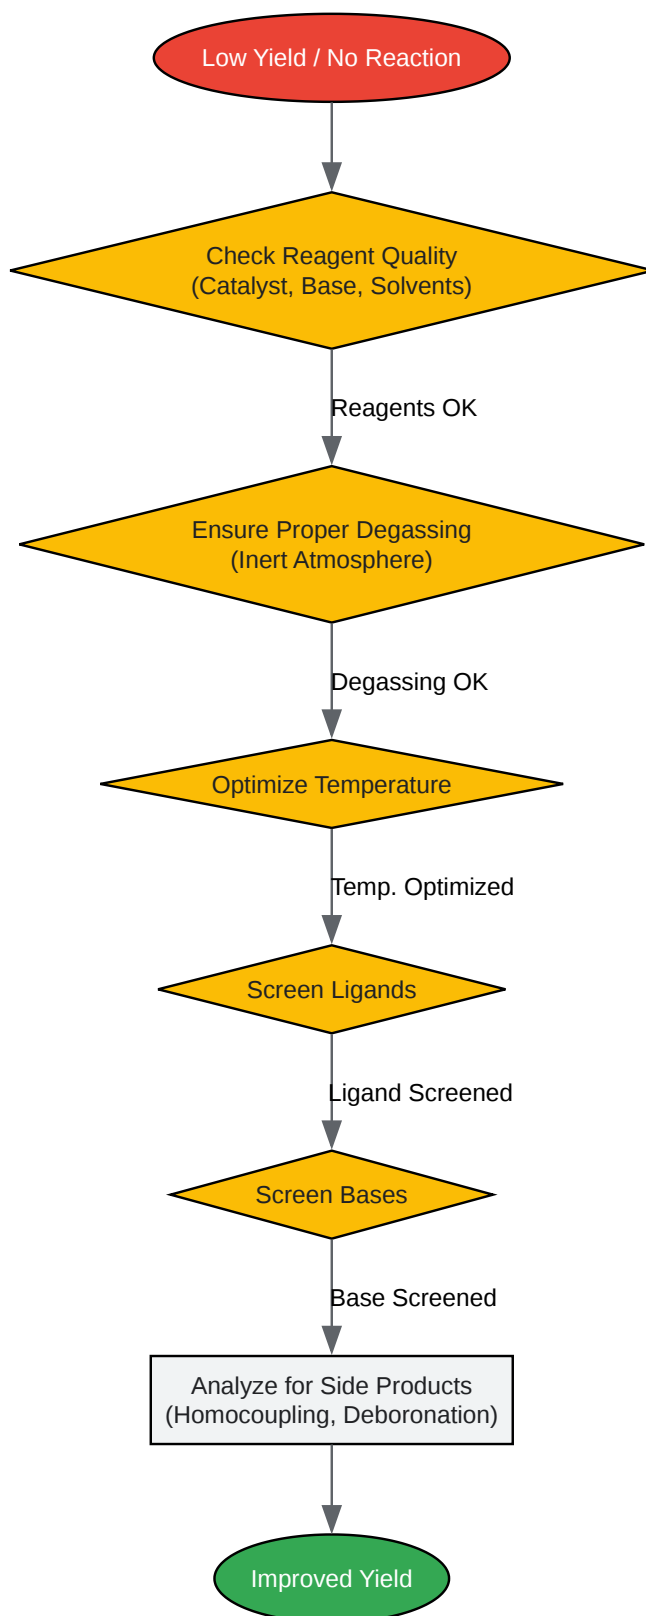 Low Yield / No Reaction
Check Reagent Quality
(Catalyst, Base, Solvents)
Reagents OK
Ensure Proper Degassing
(Inert Atmosphere)
Degassing OK
Optimize Temperature
Temp. Optimized
Screen Ligands
Ligand Screened
Screen Bases
Base Screened
Analyze for Side Products
(Homocoupling, Deboronation)
Improved Yield